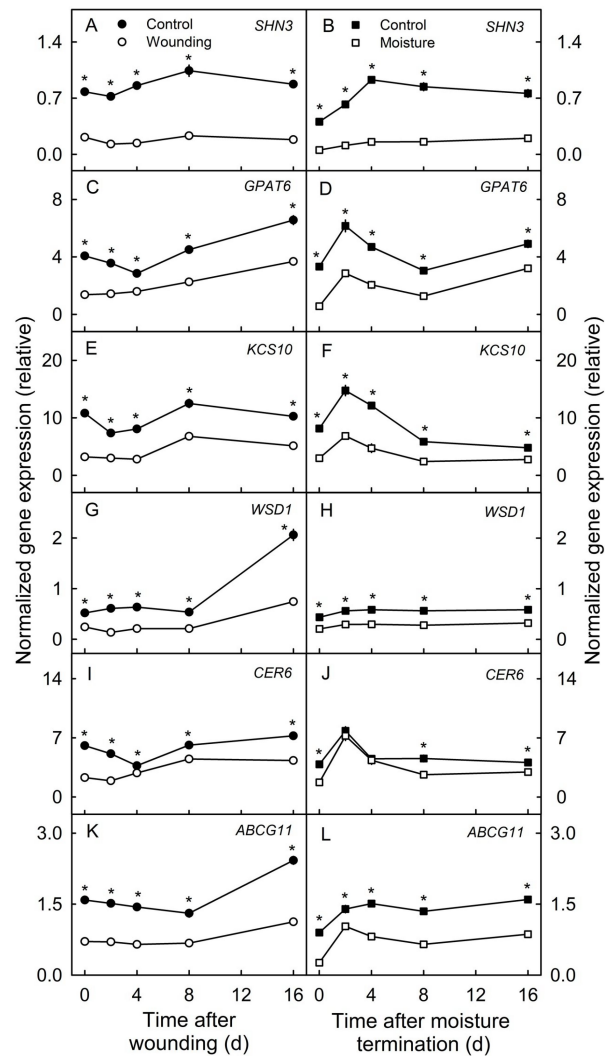 A
Control
Wounding
SHN3
B
Control
Moisture
SHN3
1.4
0.7
0.0
* * * * *
* * * * *
1.4
0.7
0.0
C
GPAT6
D
GPAT6
8
4
0
* * * * *
* * * * *
8
4
0
E
KCS10
F
KCS10
20
10
0
* * * * *
* * * * *
20
10
0
G
WSD1
H
WSD1
2
1
0
* * * * *
* * * * *
2
1
0
I
CER6
J
CER6
14
7
0
* * * * *
* * *
14
7
0
K
ABCG11
L
ABCG11
3.0
1.5
0.0
* * * * *
* * * * *
3.0
1.5
0.0
0 4 8 12 16
0 4 8 12 16
Time after
wounding (d)
Time after moisture
termination (d)
Normalized gene expression (relative)
Normalized gene expression (relative)